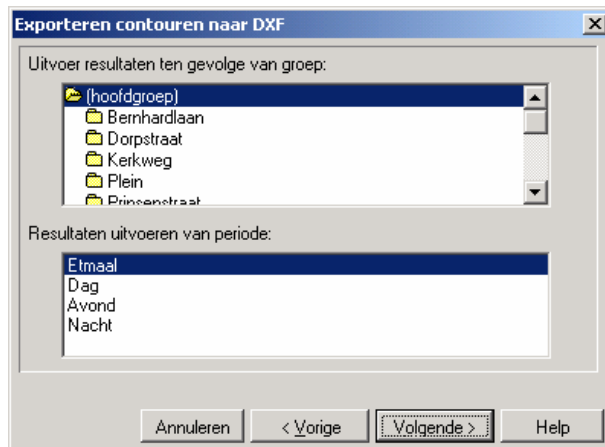 Exporteren contouren naar DXF
Uitvoer resultaten ten gevolge van groep:
(hoofdgroep)
Bernhardlaan
Dorpstraat
Kerkweg
Plein
Prinsenstraat
Resultaten uitvoeren van periode:
Etmaal
Dag
Avond
Nacht
Annuleren
< Vorige
Volgende >
Help